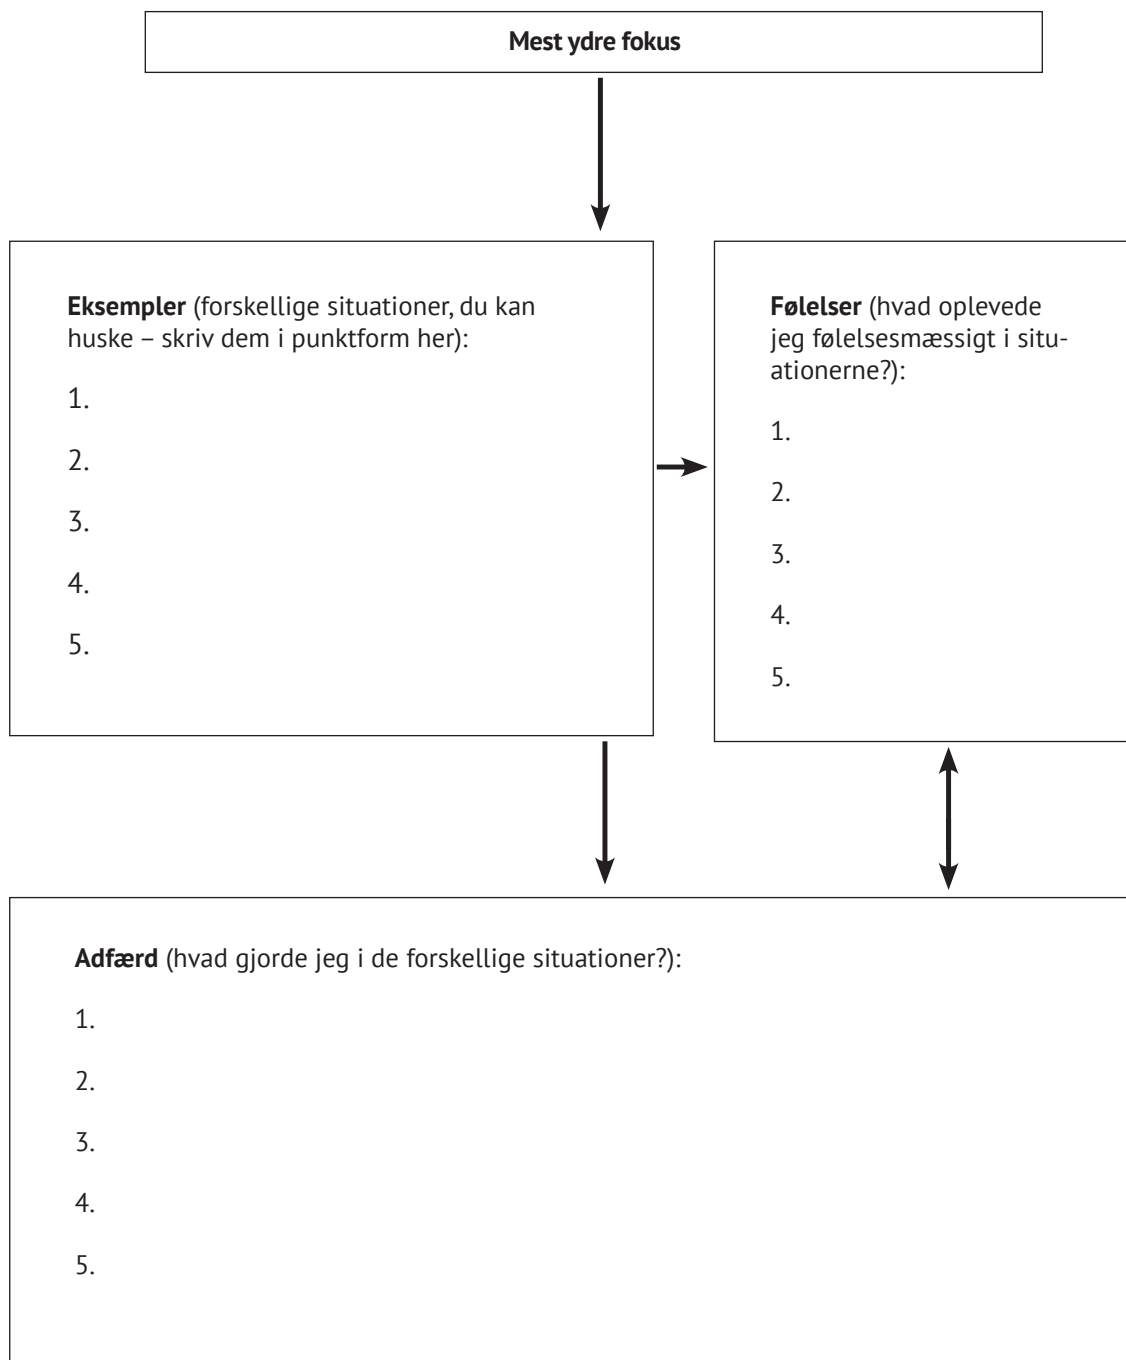 Mest ydre fokus
Eksempler (forskellige situationer, du kan
huske – skriv dem i punktform her):
1.
2.
3.
4.
5.
Følelser (hvad oplevede
jeg følelsesmæssigt i situ-
ationerne?):
1.
2.
3.
4.
5.
Adfærd (hvad gjorde jeg i de forskellige situationer?):
1.
2.
3.
4.
5.